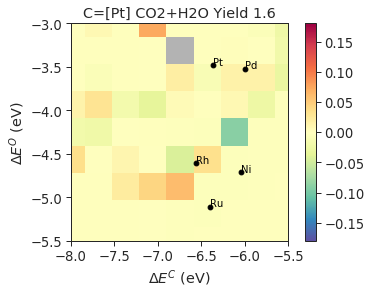 C=[Pt] CO2+H2O Yield 1.6
−3.0
−3.5
−4.0
−4.5
−5.0
−5.5
ΔE^O (eV)
Pt
Pd
Rh
Ni
Ru
−8.0 −7.5 −7.0 −6.5 −6.0 −5.5
ΔE^C (eV)
0.15
0.10
0.05
0.00
−0.05
−0.10
−0.15